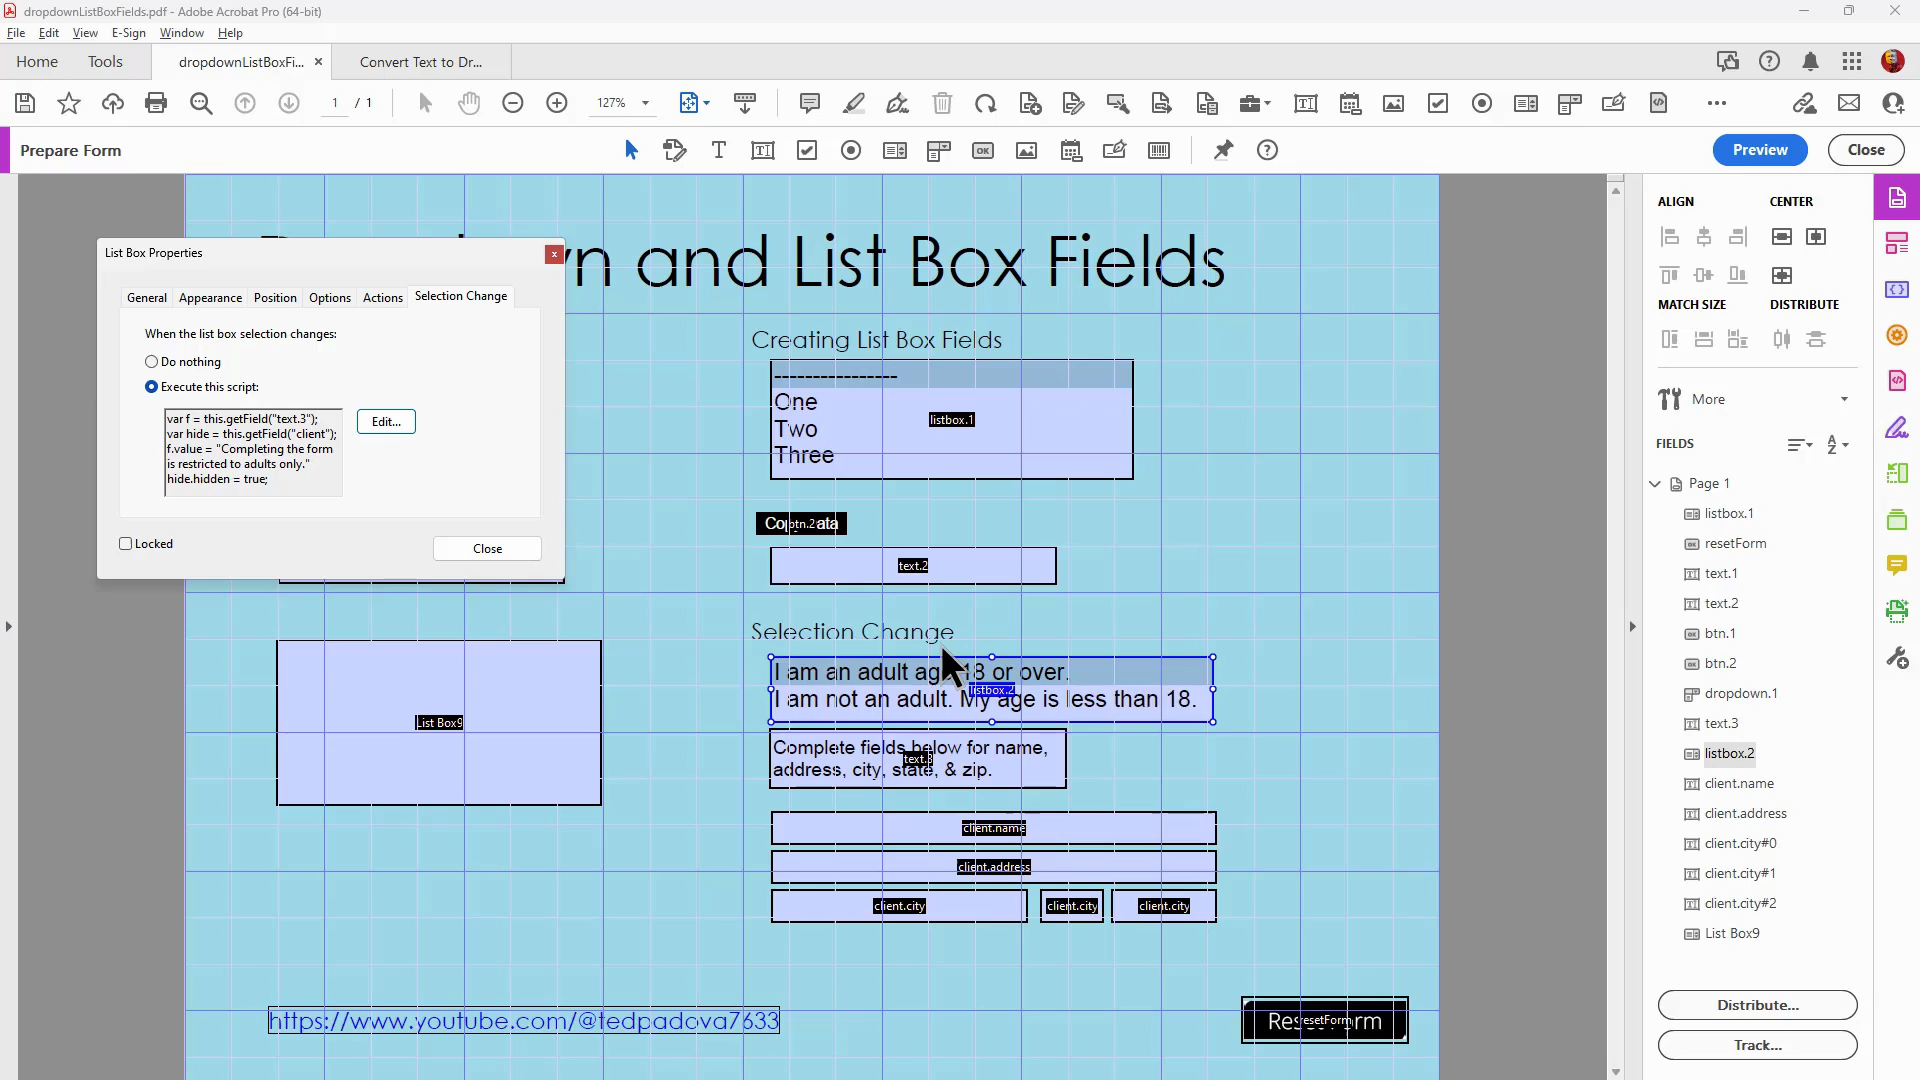 dropdownListBoxFields.pdf - Adobe Acrobat Pro (64-bit)
File Edit View E-Sign Window Help
Home Tools dropdownListBoxFi... × Convert Text to Dr...
1 / 1 127%
Prepare Form
Preview Close
and List Box Fields
List Box Properties
General Appearance Position Options Actions Selection Change
When the list box selection changes:
Do nothing
Execute this script:
var f = this.getField("text.3");
var hide = this.getField("client");
f.value = "Completing the form
is restricted to adults only."
hide.hidden = true;
Edit...
Locked
Close
Creating List Box Fields
----------------
One
Two
Three
listbox.1
btn.2
text.2
Selection Change
I am an adult 18 or over.
listbox.2
I am not an adult. My age is less than 18.
List Box9
Complete fields below for name,
text.3
address, city, state, & zip.
client.name
client.address
client.city client.city client.city
https://www.youtube.com/@tedpadova7633
resetForm
ALIGN CENTER
MATCH SIZE DISTRIBUTE
More
FIELDS
Page 1
listbox.1
resetForm
text.1
text.2
btn.1
btn.2
dropdown.1
text.3
listbox.2
client.name
client.address
client.city#0
client.city#1
client.city#2
List Box9
Distribute...
Track...